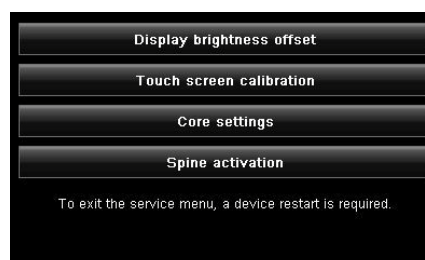 Display brightness offset
Touch screen calibration
Core settings
Spine activation
To exit the service menu, a device restart is required.